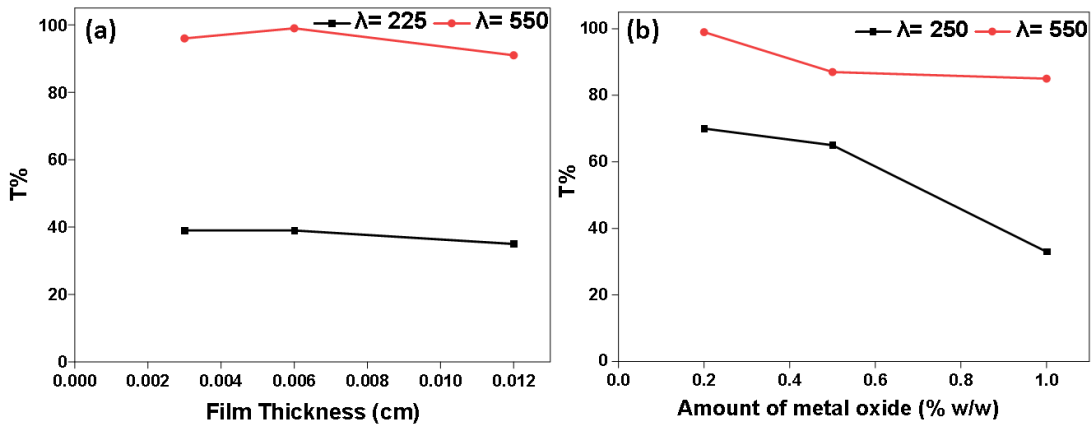 (a)
λ= 225 λ= 550
100
80
60
40
20
0
T%
0.000 0.002 0.004 0.006 0.008 0.010 0.012
Film Thickness (cm)
(b)
λ= 250 λ= 550
100
80
60
40
20
0
T%
0.0 0.2 0.4 0.6 0.8 1.0
Amount of metal oxide (% w/w)